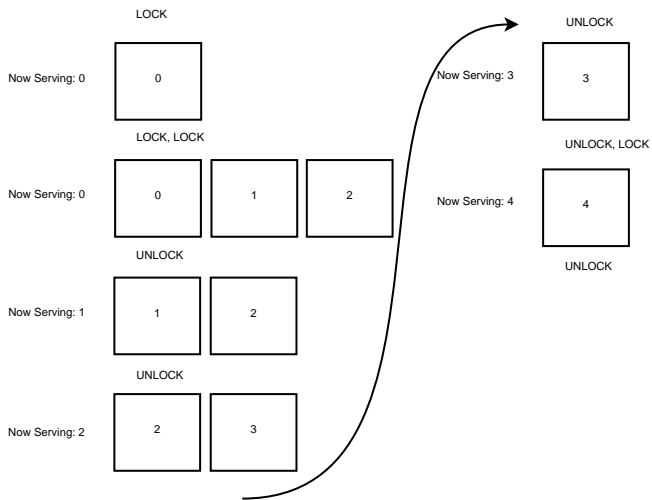 LOCK
Now Serving: 0
0
LOCK, LOCK
Now Serving: 0
0
1
2
UNLOCK
Now Serving: 1
1
2
UNLOCK
Now Serving: 2
2
3
UNLOCK
Now Serving: 3
3
UNLOCK, LOCK
Now Serving: 4
4
UNLOCK